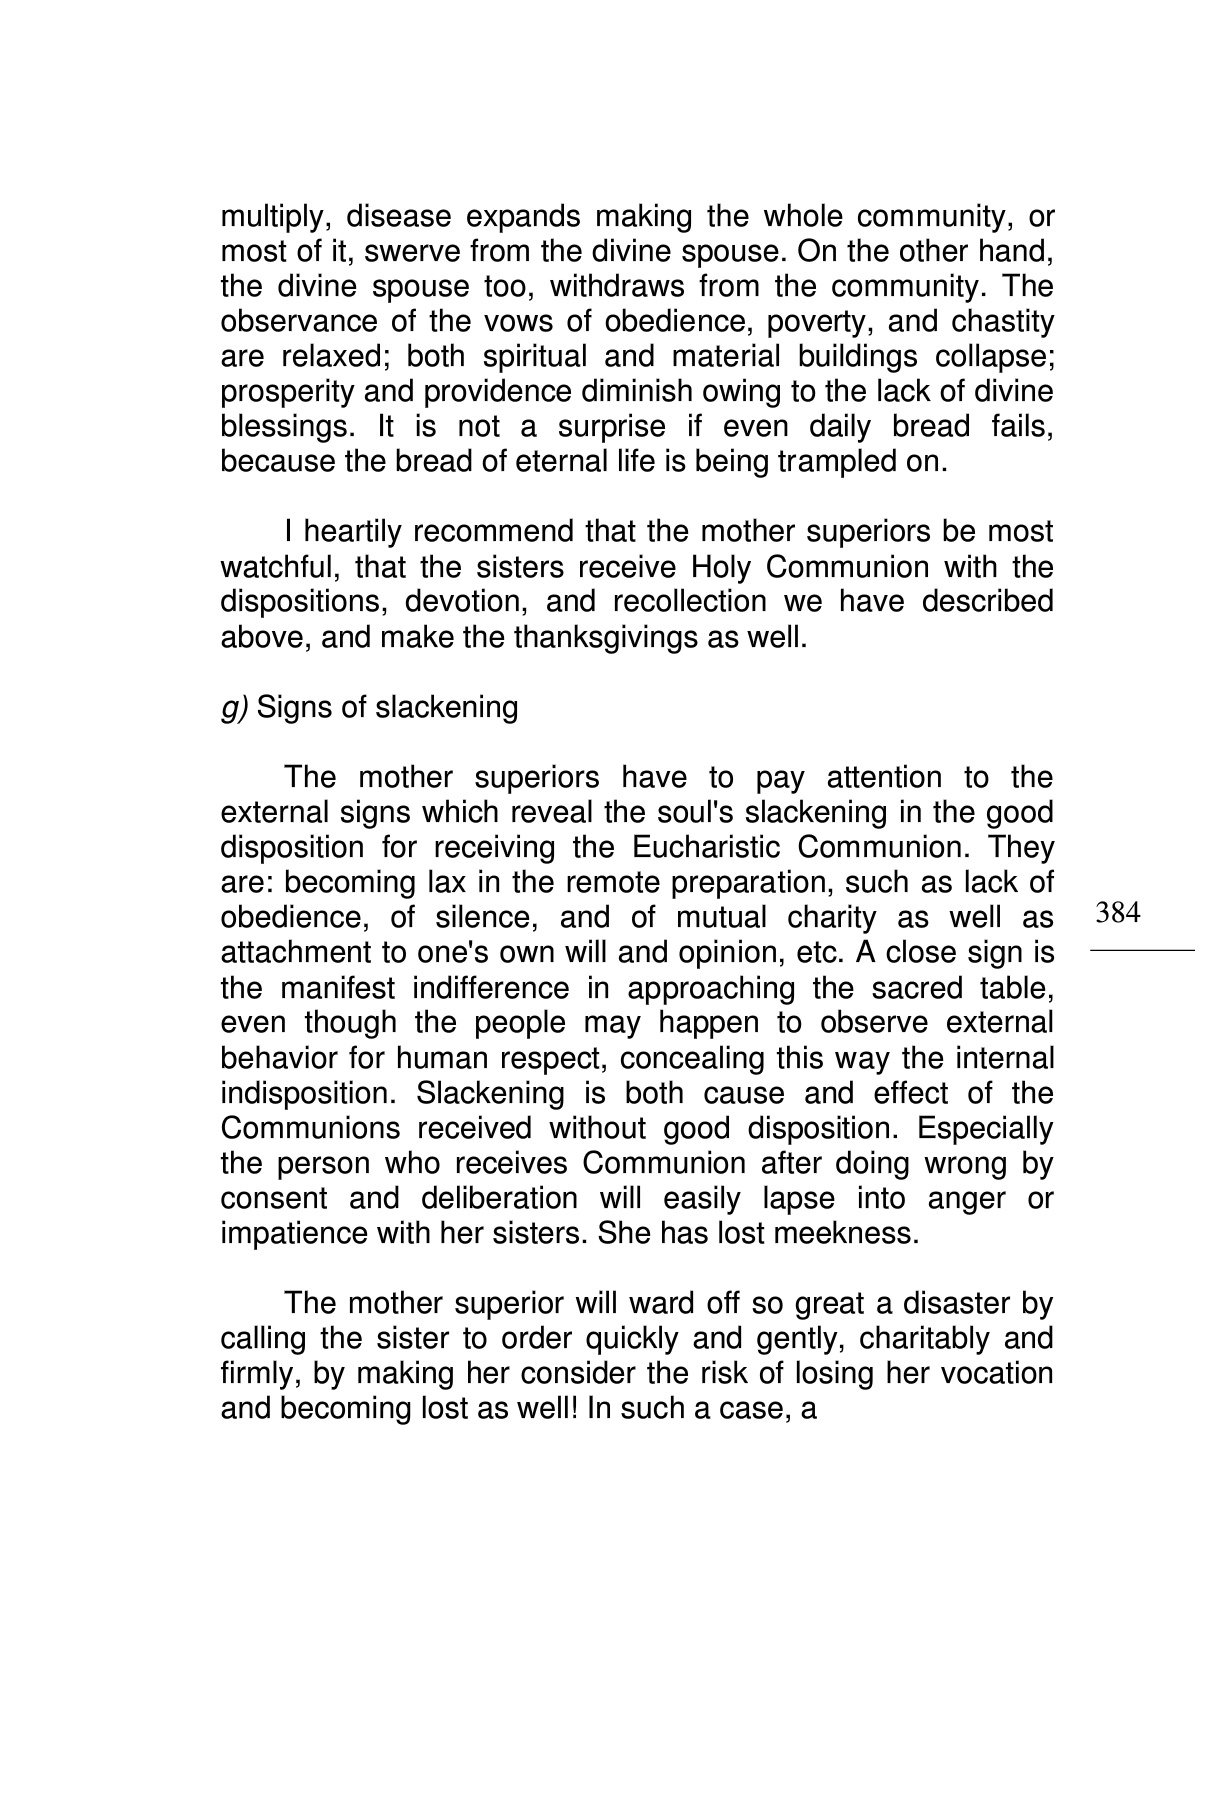 multiply, disease expands making the whole community, or
most of it, swerve from the divine spouse. On the other hand,
the divine spouse too, withdraws from the community. The
observance of the vows of obedience, poverty, and chastity
are relaxed; both spiritual and material buildings collapse;
prosperity and providence diminish owing to the lack of divine
blessings. It is not a surprise if even daily bread fails,
because the bread of eternal life is being trampled on.
I heartily recommend that the mother superiors be most
watchful, that the sisters receive Holy Communion with the
dispositions, devotion, and recollection we have described
above, and make the thanksgivings as well.
g) Signs of slackening
The mother superiors have to pay attention to the
external signs which reveal the soul's slackening in the good
disposition for receiving the Eucharistic Communion. They
are: becoming lax in the remote preparation, such as lack of
obedience, of silence, and of mutual charity as well as
attachment to one's own will and opinion, etc. A close sign is
the manifest indifference in approaching the sacred table,
even though the people may happen to observe external
behavior for human respect, concealing this way the internal
indisposition. Slackening is both cause and effect of the
Communions received without good disposition. Especially
the person who receives Communion after doing wrong by
consent and deliberation will easily lapse into anger or
impatience with her sisters. She has lost meekness.
The mother superior will ward off so great a disaster by
calling the sister to order quickly and gently, charitably and
firmly, by making her consider the risk of losing her vocation
and becoming lost as well! In such a case, a
384